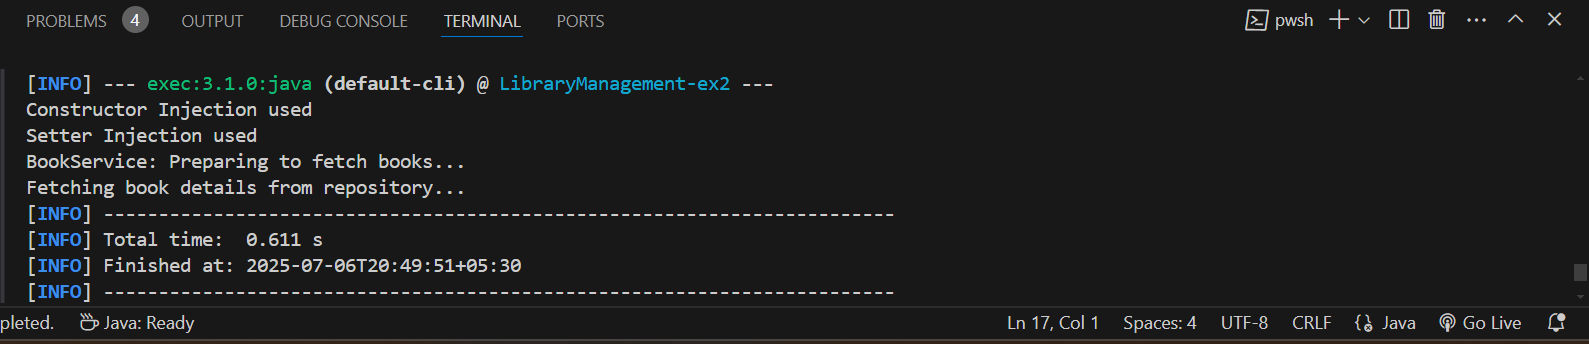 PROBLEMS 4 OUTPUT DEBUG CONSOLE TERMINAL PORTS pwsh
[INFO] --- exec:3.1.0:java (default-cli) @ LibraryManagement-ex2 ---
Constructor Injection used
Setter Injection used
BookService: Preparing to fetch books...
Fetching book details from repository...
[INFO] ------------------------------------------------------------------------
[INFO] Total time:  0.611 s
[INFO] Finished at: 2025-07-06T20:49:51+05:30
[INFO] ------------------------------------------------------------------------
pleted. Java: Ready Ln 17, Col 1 Spaces: 4 UTF-8 CRLF Java Go Live